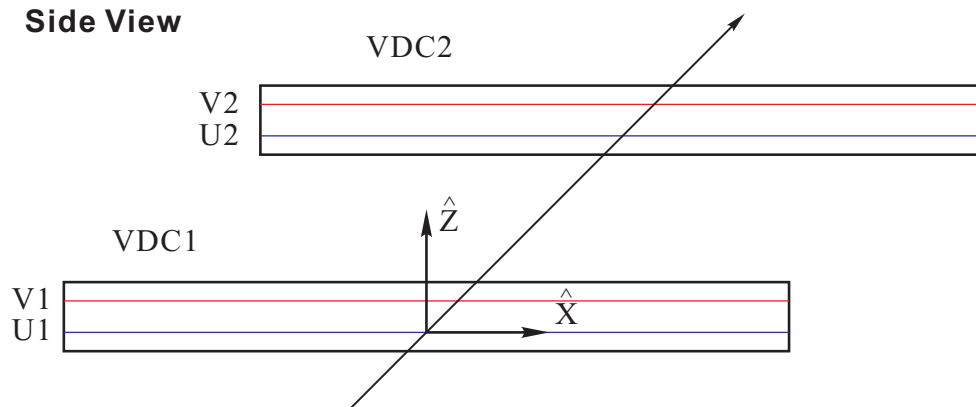 Side View
VDC2
V2
U2
Ẑ
VDC1
V1
X̂
U1